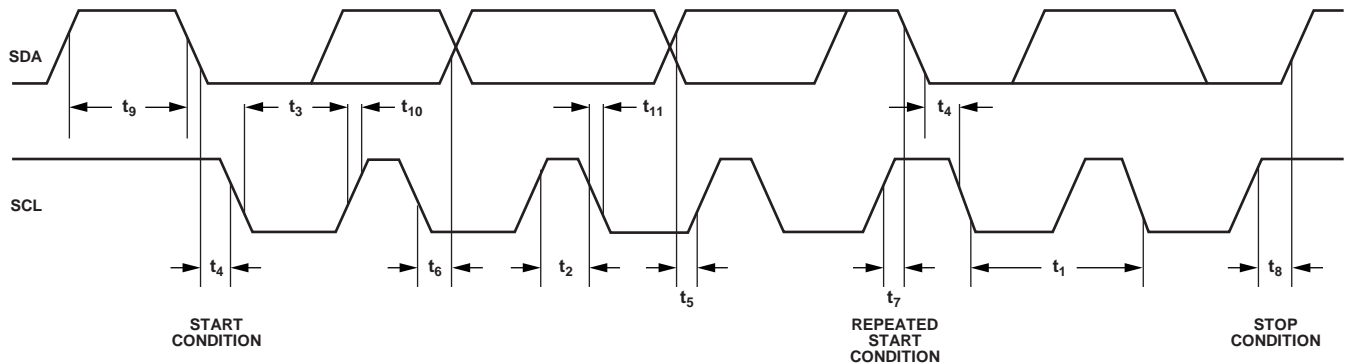 SDA
t9
t3
t10
t11
t4
SCL
t4
t6
t2
t5
t7
t1
t8
START
CONDITION
REPEATED
START
CONDITION
STOP
CONDITION